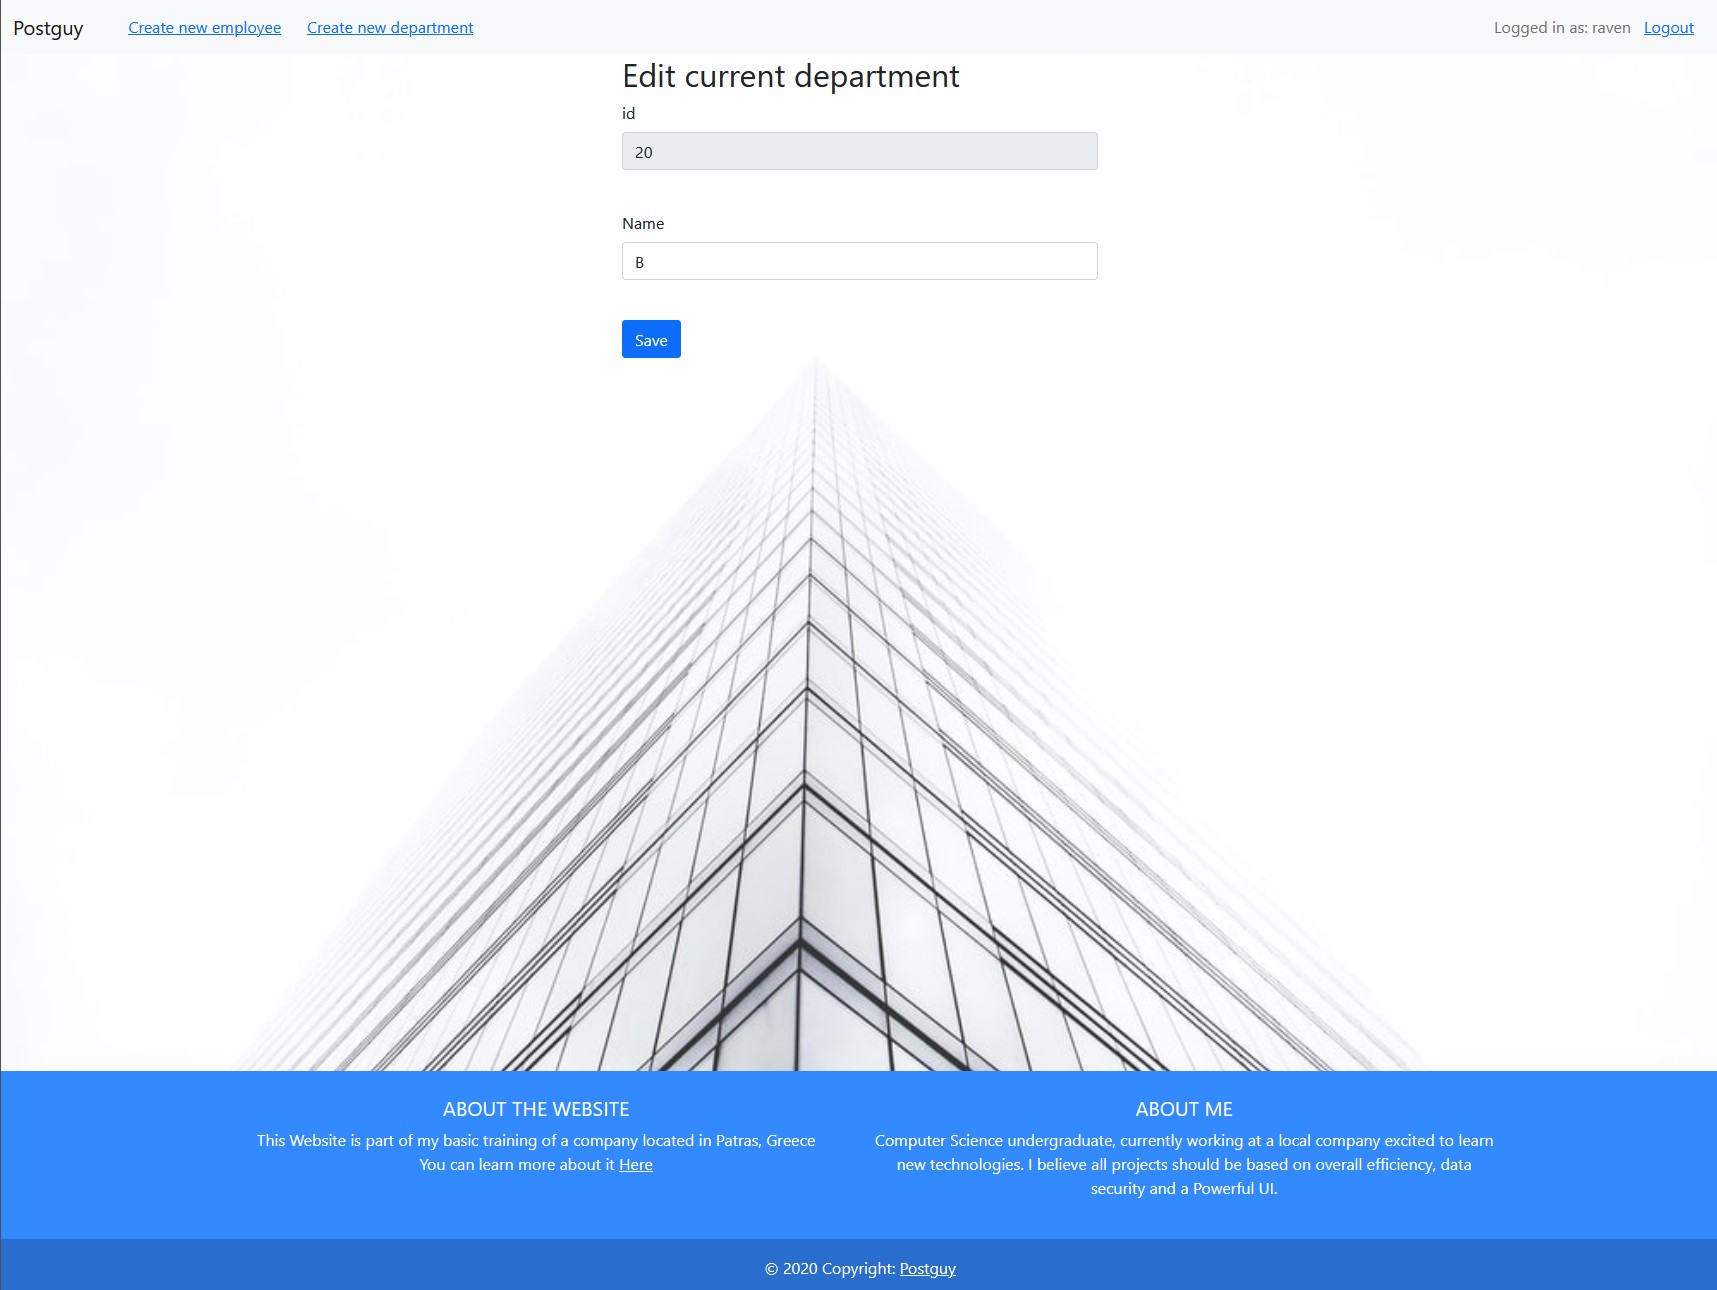 Postguy Create new employee Create new department Logged in as: raven Logout
Edit current department
id
20
Name
B
Save
ABOUT THE WEBSITE
This Website is part of my basic training of a company located in Patras, Greece
You can learn more about it Here
ABOUT ME
Computer Science undergraduate, currently working at a local company excited to learn
new technologies. I believe all projects should be based on overall efficiency, data
security and a Powerful UI.
© 2020 Copyright: Postguy